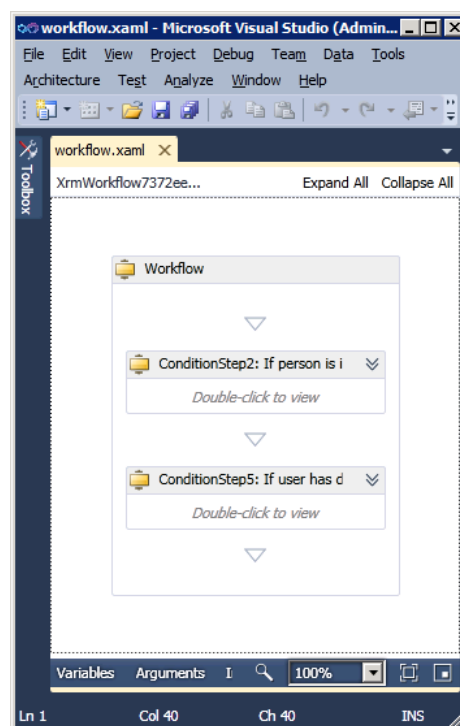 workflow.xaml - Microsoft Visual Studio (Admin...
File Edit View Project Debug Team Data Tools
Architecture Test Analyze Window Help
Toolbox
workflow.xaml
XrmWorkflow7372ee... Expand All Collapse All
Workflow
ConditionStep2: If person is i
Double-click to view
ConditionStep5: If user has d
Double-click to view
Variables Arguments I 100%
Ln 1 Col 40 Ch 40 INS